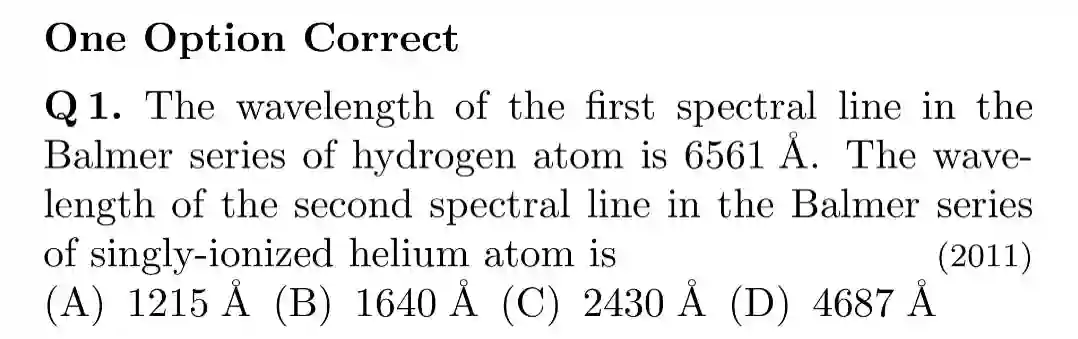 One Option Correct
Q 1. The wavelength of the first spectral line in the
Balmer series of hydrogen atom is 6561 Å. The wave-
length of the second spectral line in the Balmer series
of singly-ionized helium atom is (2011)
(A) 1215 Å (B) 1640 Å (C) 2430 Å (D) 4687 Å